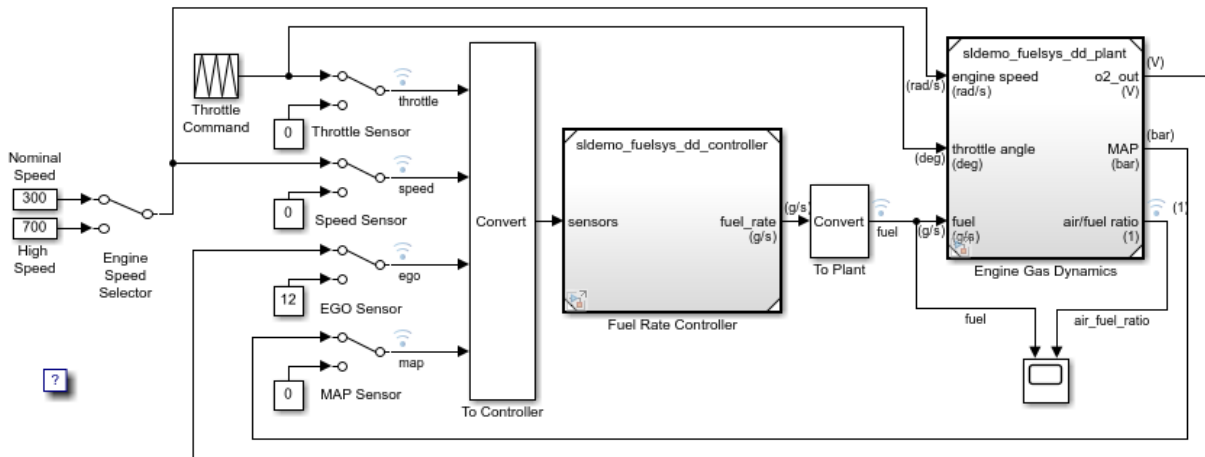 sldemo_fuelsys_dd_plant
(V)
engine speed
(rad/s)
(rad/s)
o2_out
(V)
throttle
Throttle
Command
0
Throttle Sensor
sldemo_fuelsys_dd_controller
(bar)
throttle angle
(deg)
(deg)
MAP
(bar)
Nominal
Speed
300
speed
0
Speed Sensor
Convert
sensors
fuel_rate
(g/s)
(g/s)
Convert
fuel
(g/s)
fuel
(g/s)
air/fuel ratio
(1)
(1)
700
High
Speed
Engine
Speed
Selector
ego
To Plant
Engine Gas Dynamics
12
EGO Sensor
Fuel Rate Controller
fuel
air_fuel_ratio
map
?
0
MAP Sensor
To Controller